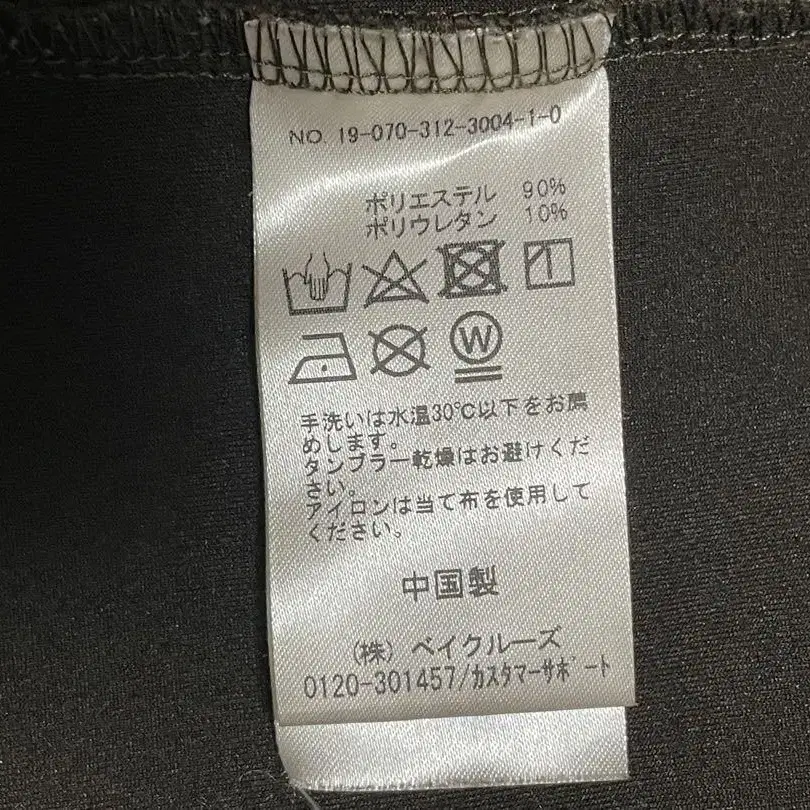 NO. 19-070-312-3004-1-0
ポリエステル 90%
ポリウレタン 10%
W
手洗いは水温30℃以下をお薦
めします。
タンブラー乾燥はお避けくだ
さい。
アイロンは当て布を使用して
ください。
中国製
(株) ベイクルーズ
0120-301457/カスタマーサポート